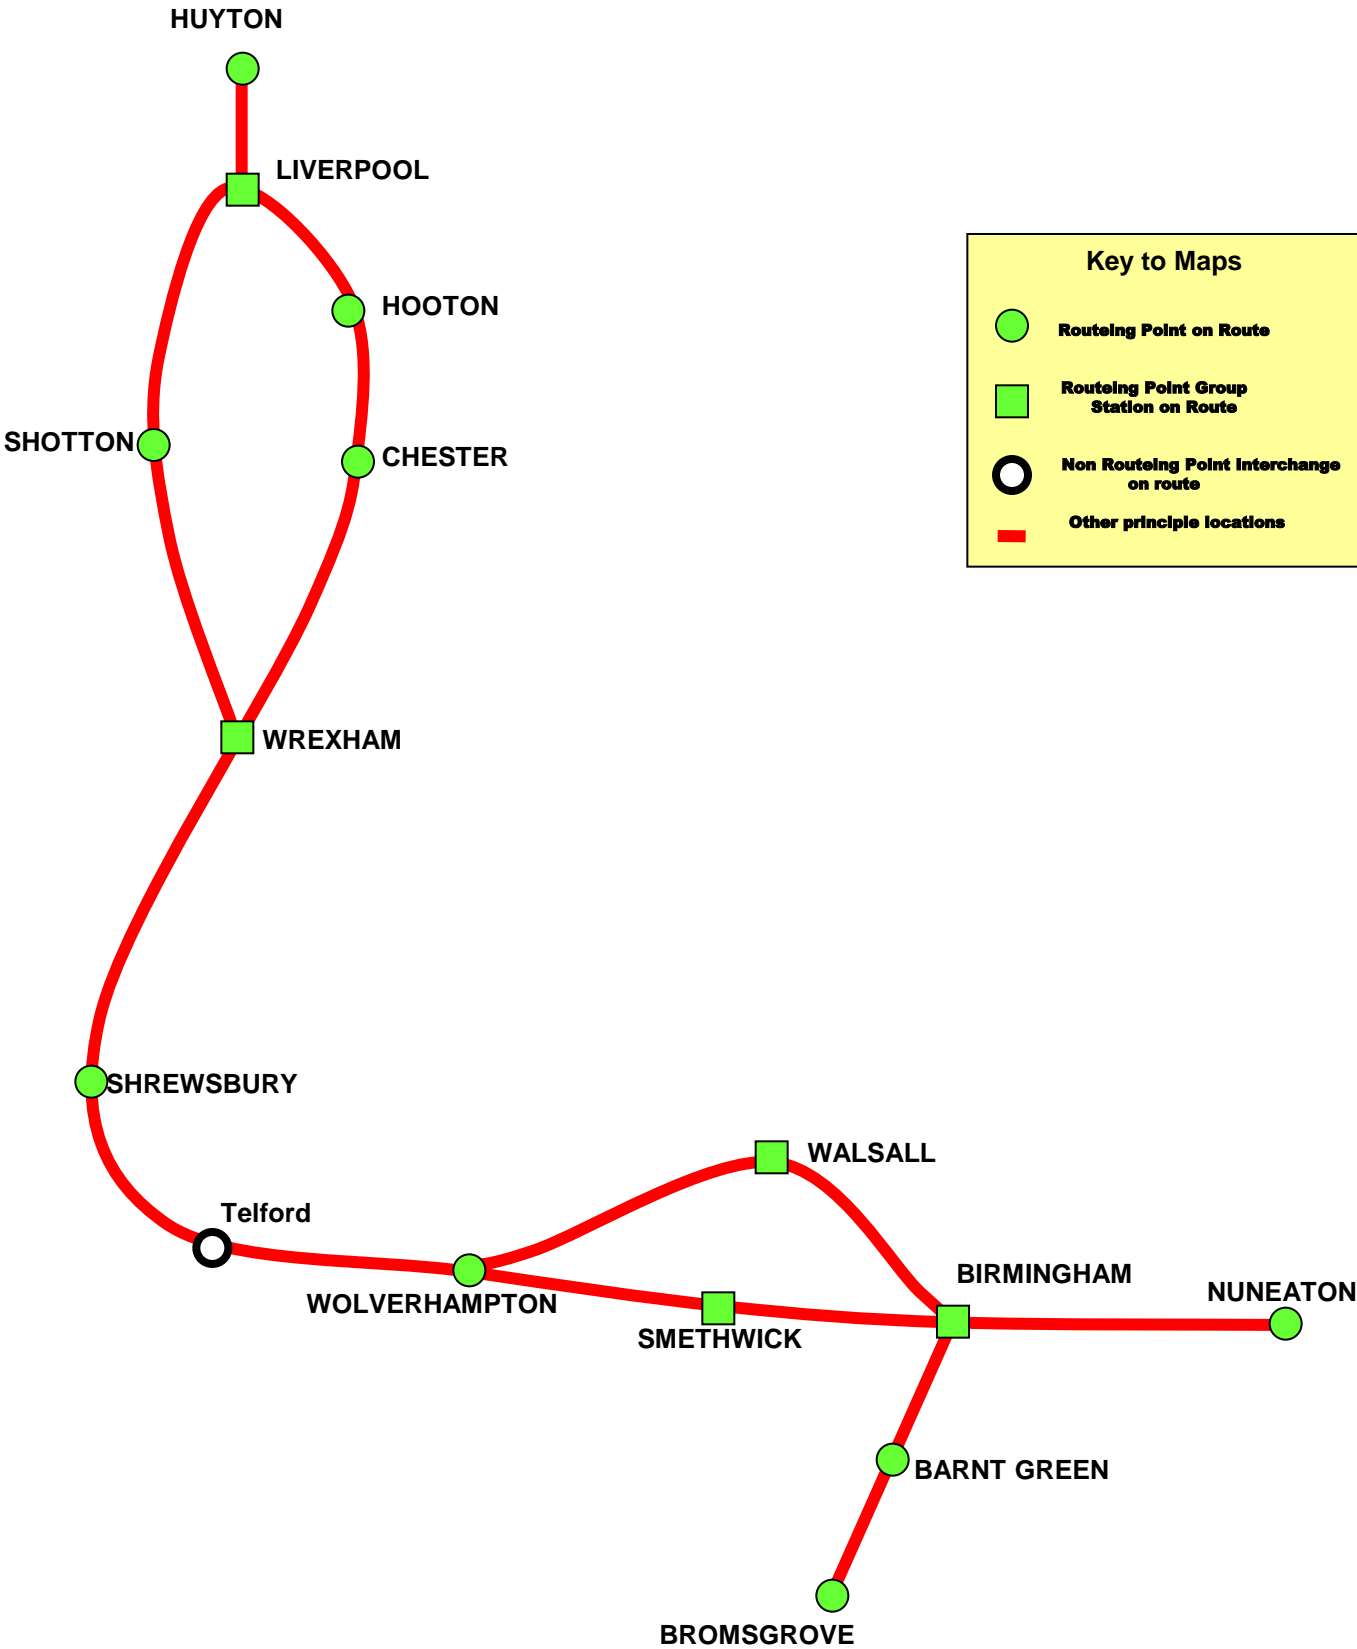 HUYTON
LIVERPOOL
HOOTON
SHOTTON
CHESTER
WREXHAM
SHREWSBURY
Telford
WOLVERHAMPTON
WALSALL
SMETHWICK
BIRMINGHAM
NUNEATON
BARNT GREEN
BROMSGROVE
Key to Maps
Routeing Point on Route
Routeing Point Group
Station on Route
Non Routeing Point Interchange
on route
Other principle locations